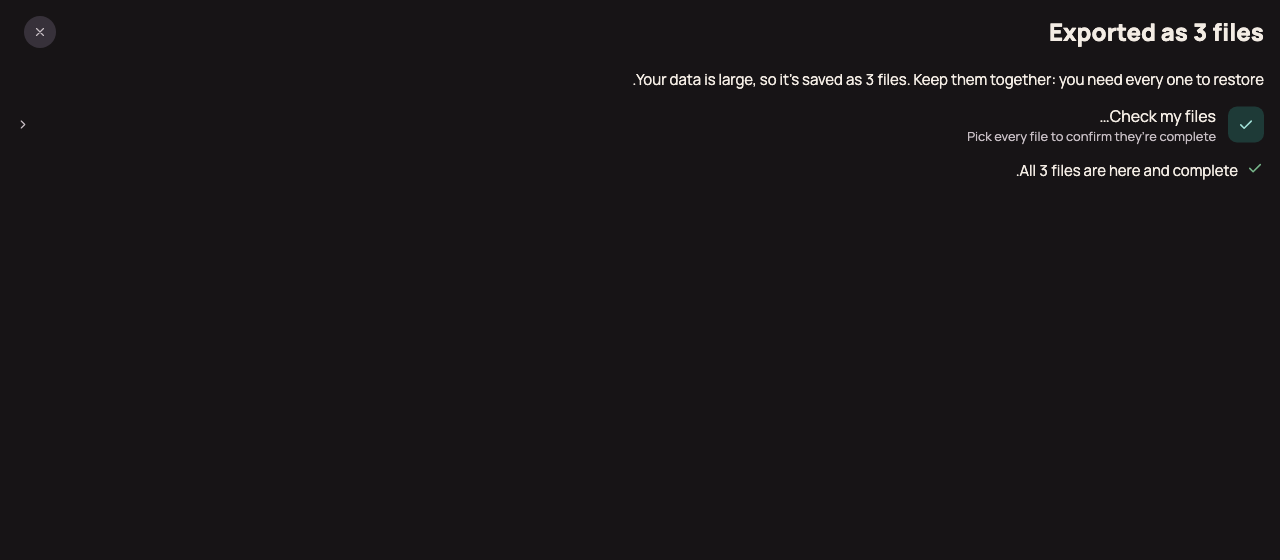 Exported as 3 files
Your data is large, so it's saved as 3 files. Keep them together: you need every one to restore.
Check my files…
Pick every file to confirm they're complete
All 3 files are here and complete.